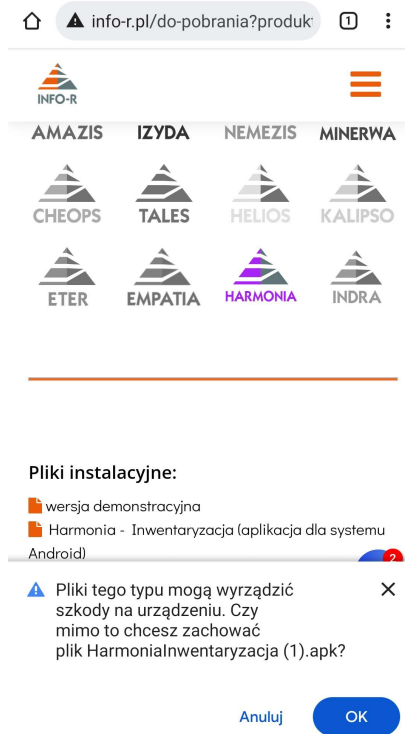 info-r.pl/do-pobrania?produkt
1
INFO-R
AMAZIS IZYDA NEMEZIS MINERWA
CHEOPS TALES HELIOS KALIPSO
ETER EMPATIA HARMONIA INDRA
Pliki instalacyjne:
wersja demonstracyjna
Harmonia - Inwentaryzacja (aplikacja dla systemu
Android)
2
Pliki tego typu mogą wyrządzić
szkody na urządzeniu. Czy
mimo to chcesz zachować
plik HarmoniaInwentaryzacja (1).apk?
Anuluj OK